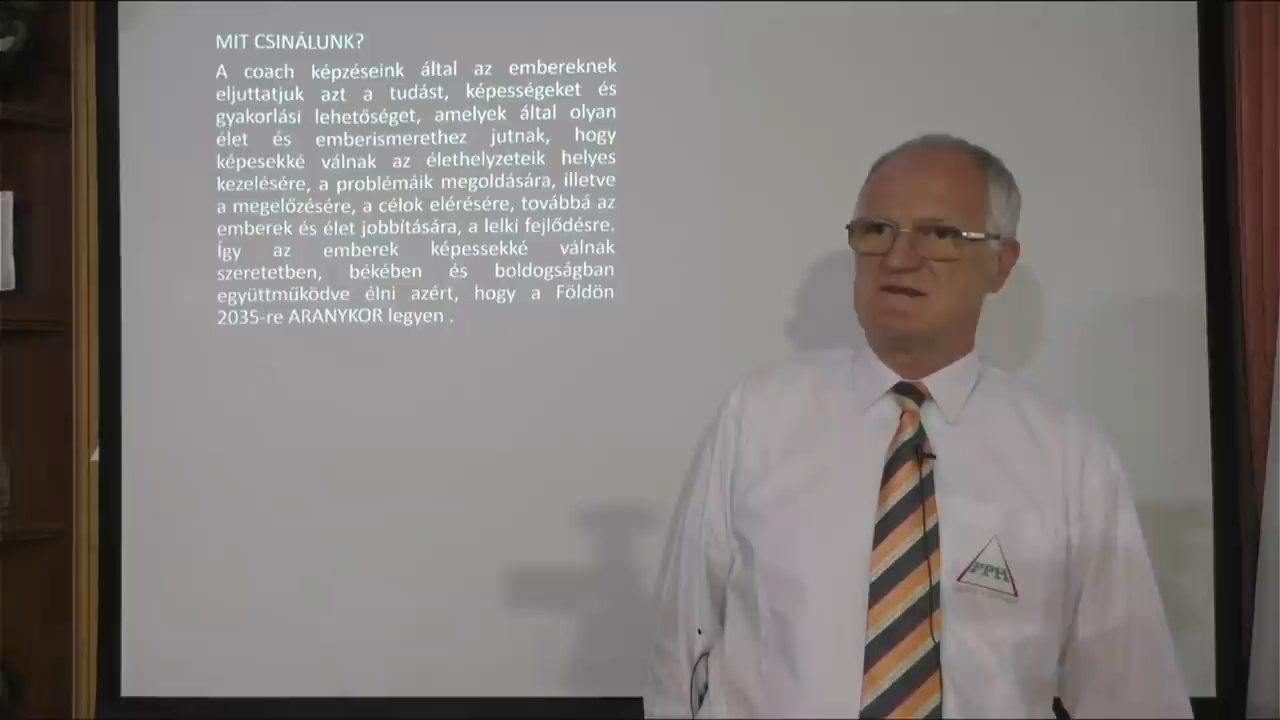 MIT CSINÁLUNK?
A coach képzéseink által az embereknek
eljuttatjuk azt a tudást, képességeket és
gyakorlási lehetőséget, amelyek által olyan
élet és emberismerethez jutnak, hogy
képesekké válnak az élethelyzeteik helyes
kezelésére, a problémáik megoldására, illetve
a megelőzésére, a célok elérésére, továbbá az
emberek és élet jobbítására, a lelki fejlődésre.
Így az emberek képessekké válnak
szeretetben, békében és boldogságban
együttműködve élni azért, hogy a Földön
2035-re ARANYKOR legyen .
PPH